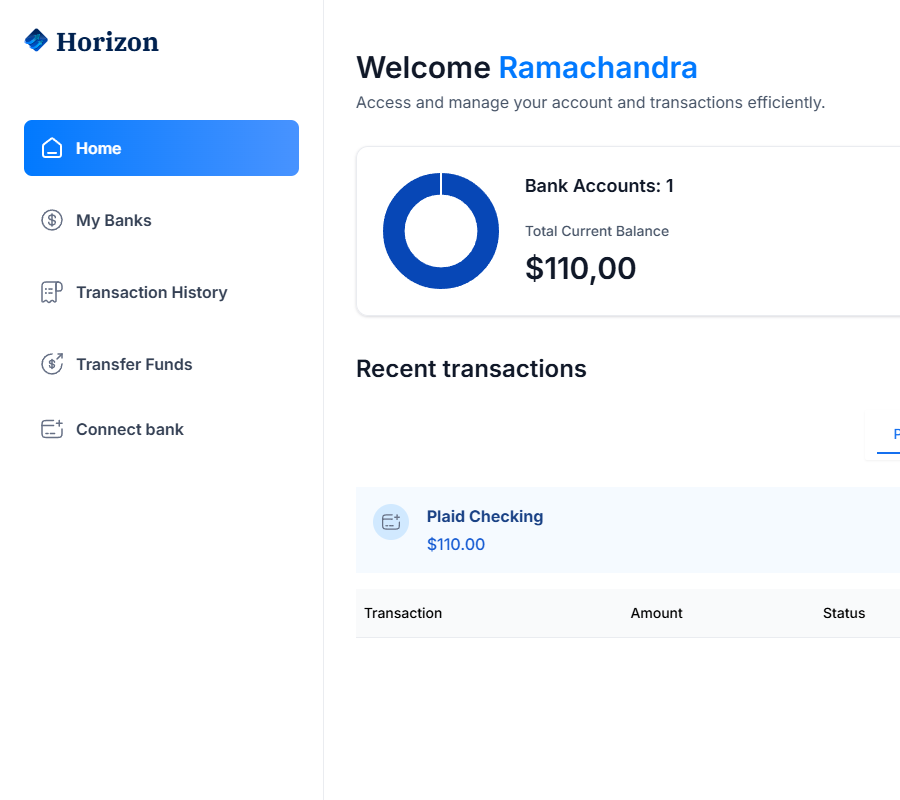 Horizon
Home
My Banks
Transaction History
Transfer Funds
Connect bank
Welcome Ramachandra
Access and manage your account and transactions efficiently.
Bank Accounts: 1
Total Current Balance
$110,00
Recent transactions
P
Plaid Checking
$110.00
Transaction Amount Status